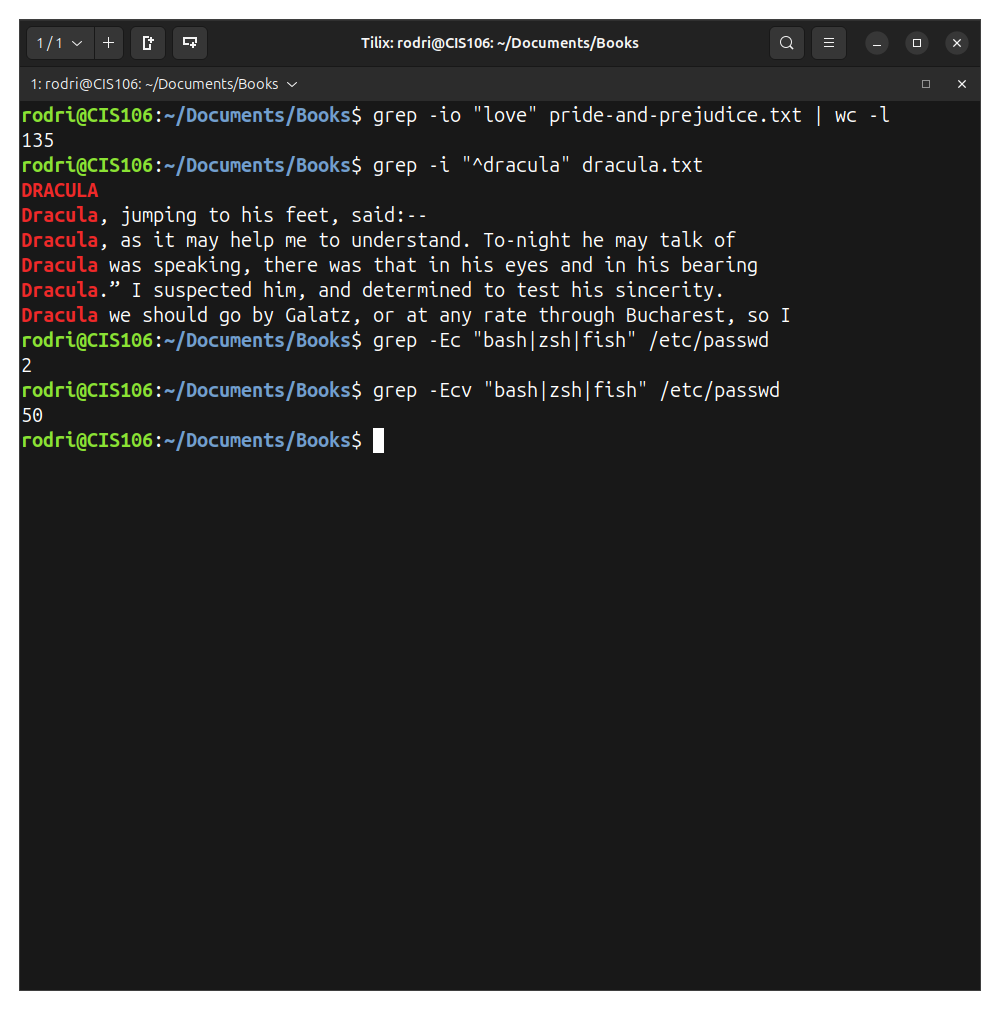 1 / 1
Tilix: rodri@CIS106: ~/Documents/Books
1: rodri@CIS106: ~/Documents/Books
rodri@CIS106:~/Documents/Books$ grep -io "love" pride-and-prejudice.txt | wc -l
135
rodri@CIS106:~/Documents/Books$ grep -i "^dracula" dracula.txt
DRACULA
Dracula, jumping to his feet, said:--
Dracula, as it may help me to understand. To-night he may talk of
Dracula was speaking, there was that in his eyes and in his bearing
Dracula.” I suspected him, and determined to test his sincerity.
Dracula we should go by Galatz, or at any rate through Bucharest, so I
rodri@CIS106:~/Documents/Books$ grep -Ec "bash|zsh|fish" /etc/passwd
2
rodri@CIS106:~/Documents/Books$ grep -Ecv "bash|zsh|fish" /etc/passwd
50
rodri@CIS106:~/Documents/Books$